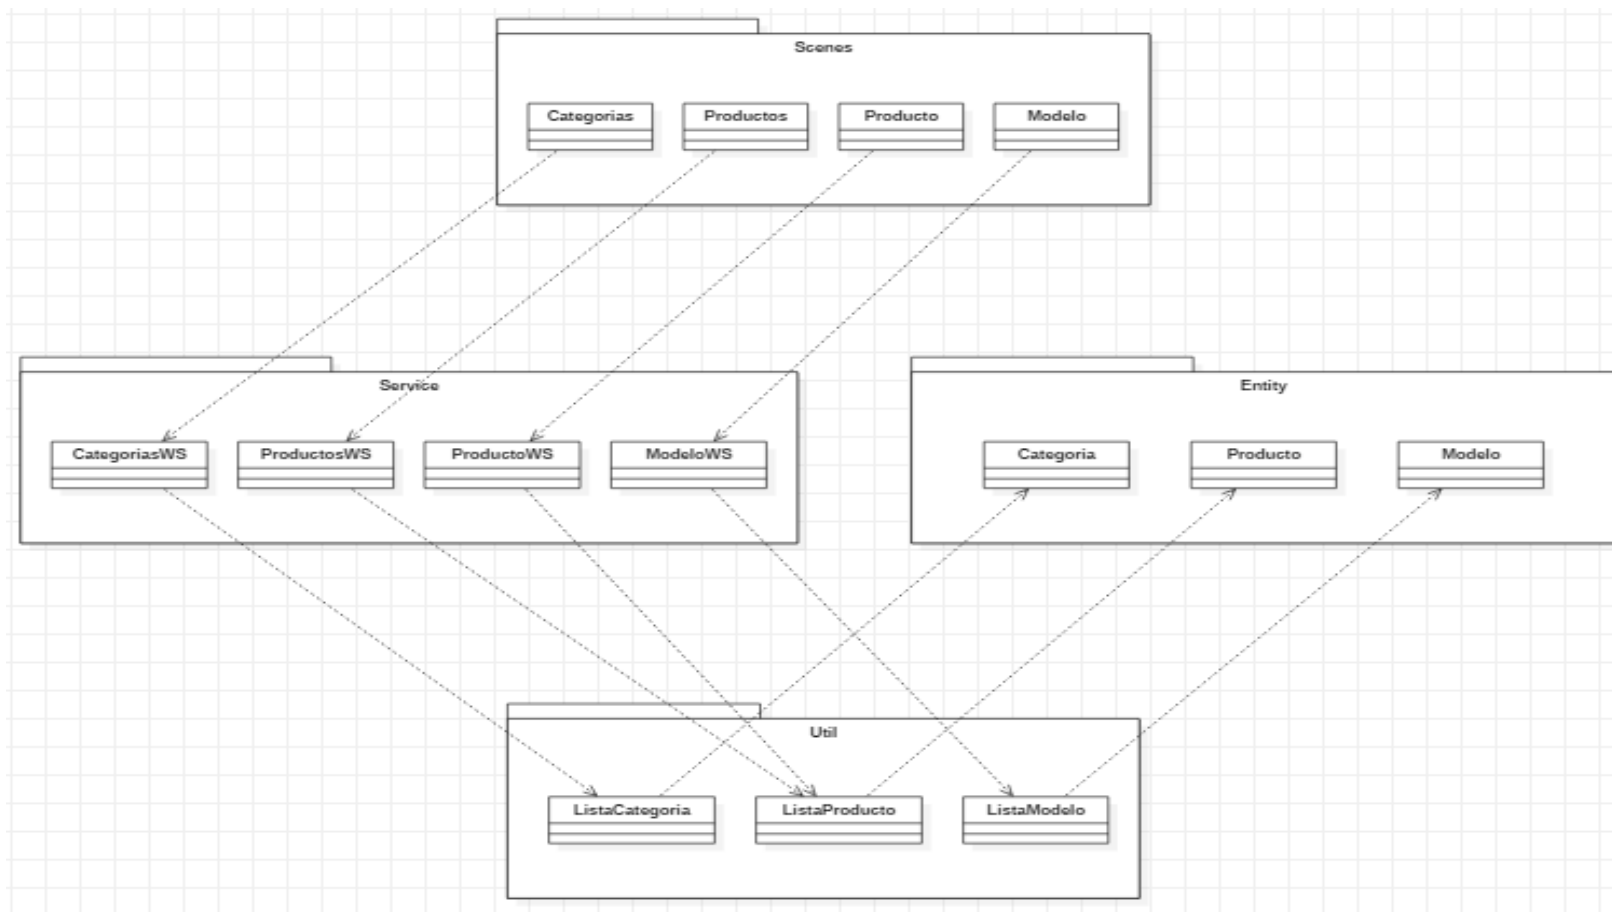 Scenes
Categorias
Productos
Producto
Modelo
Service
CategoriasWS
ProductosWS
ProductoWS
ModeloWS
Entity
Categoria
Producto
Modelo
Util
ListaCategoria
ListaProducto
ListaModelo